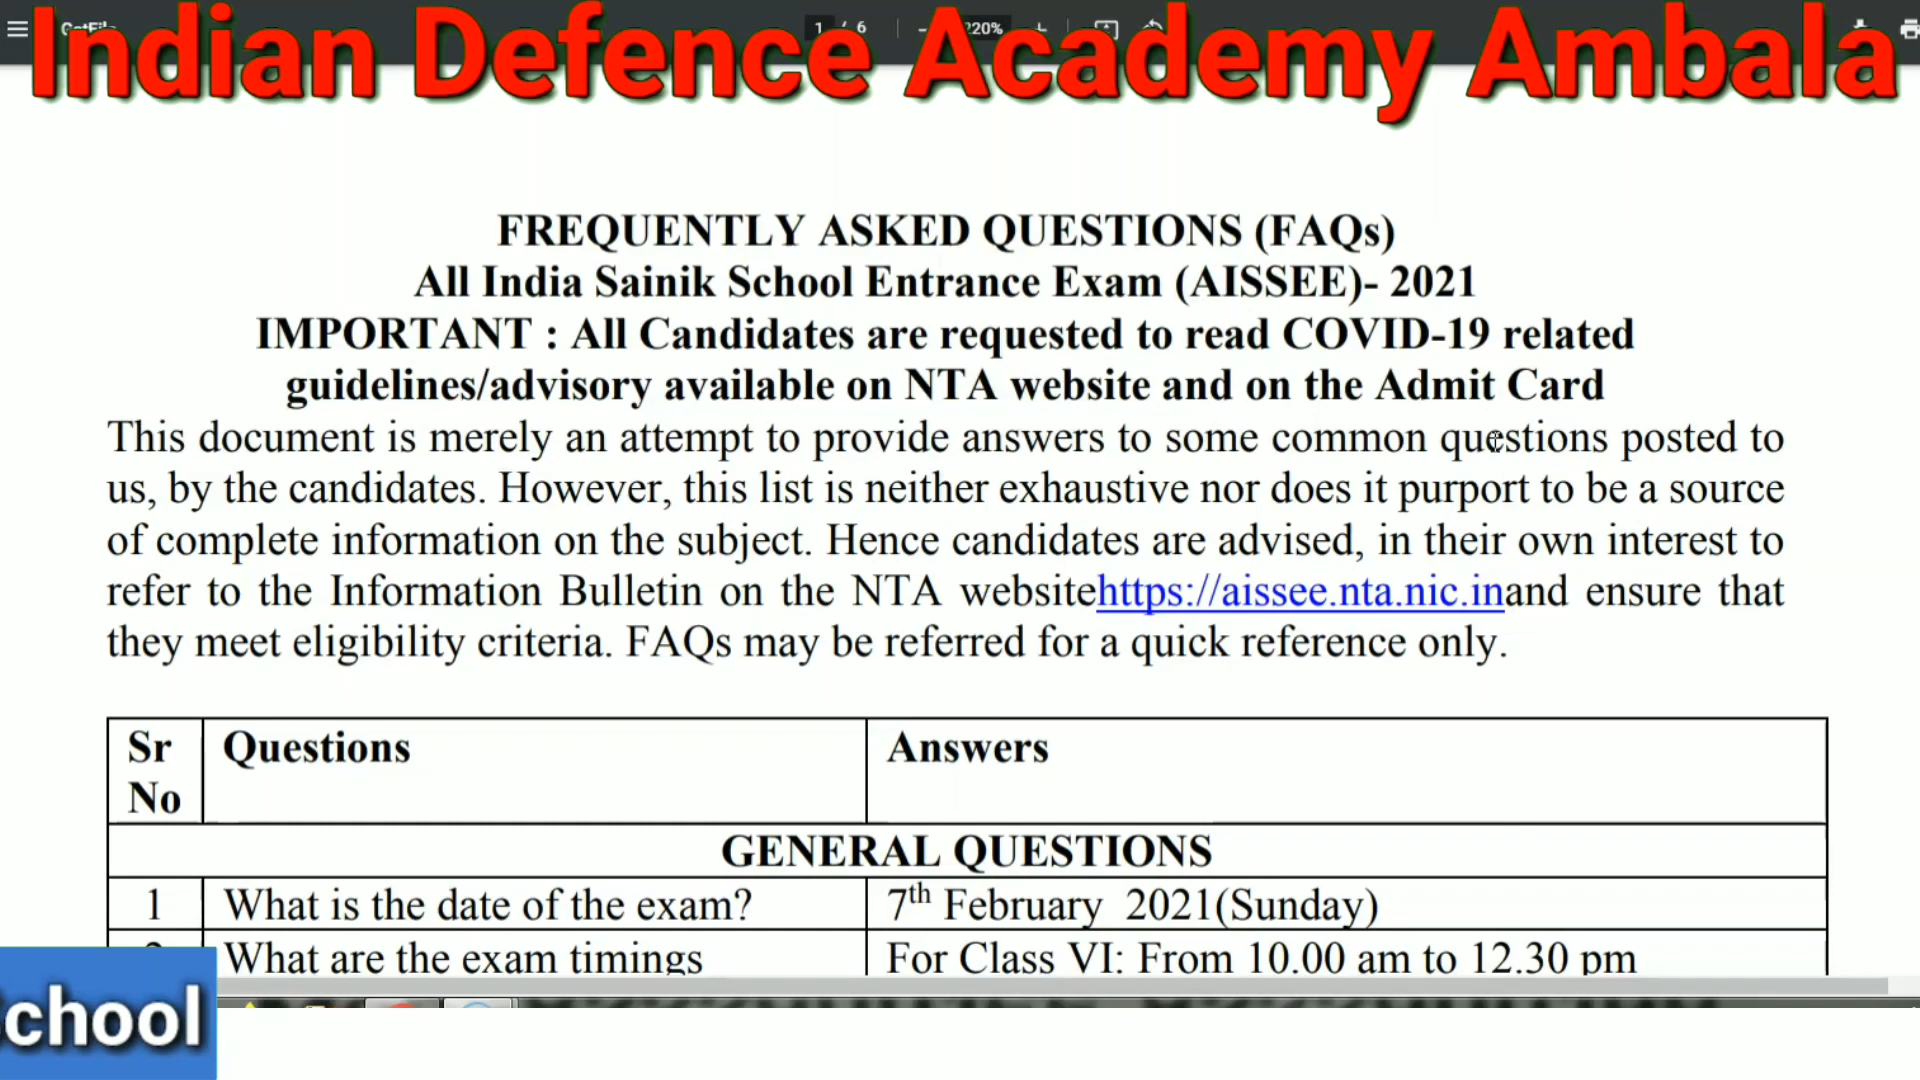 Indian Defence Academy Ambala
1 / 6 220%
FREQUENTLY ASKED QUESTIONS (FAQs)
All India Sainik School Entrance Exam (AISSEE)- 2021
IMPORTANT : All Candidates are requested to read COVID-19 related
guidelines/advisory available on NTA website and on the Admit Card
This document is merely an attempt to provide answers to some common questions posted to
us, by the candidates. However, this list is neither exhaustive nor does it purport to be a source
of complete information on the subject. Hence candidates are advised, in their own interest to
refer to the Information Bulletin on the NTA websitehttps://aissee.nta.nic.inand ensure that
they meet eligibility criteria. FAQs may be referred for a quick reference only.
Sr No Questions Answers
GENERAL QUESTIONS
1 What is the date of the exam? 7th February 2021(Sunday)
What are the exam timings For Class VI: From 10.00 am to 12.30 pm
chool